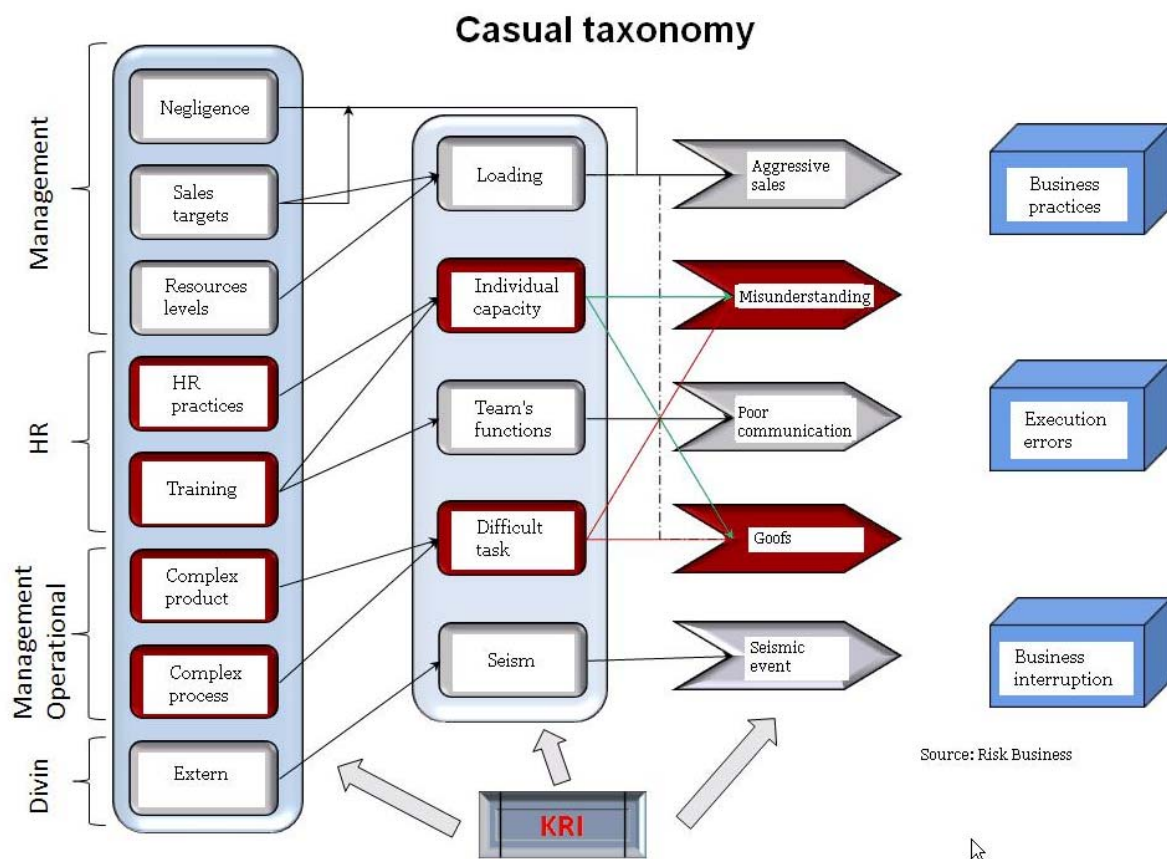 Casual taxonomy
Management
HR
Management
Operational
Divin
Negligence
Sales
targets
Resources
levels
HR
practices
Training
Complex
product
Complex
process
Extern
Loading
Individual
capacity
Team's
functions
Difficult
task
Seism
Aggressive
sales
Misunderstanding
Poor
communication
Goofs
Seismic
event
Business
practices
Execution
errors
Business
interruption
Source: Risk Business
KRI